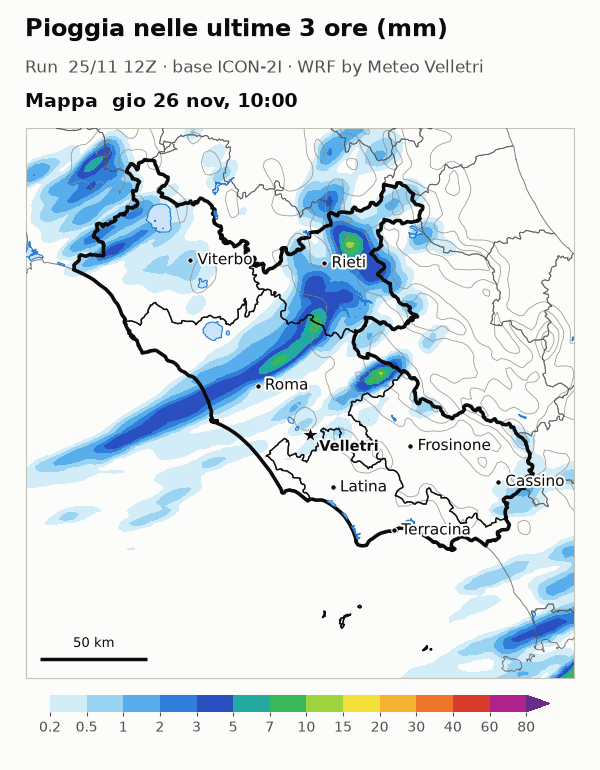 Pioggia nelle ultime 3 ore (mm)
Run  25/11 12Z · base ICON-2I · WRF by Meteo Velletri
Mappa  gio 26 nov, 10:00
Viterbo
Rieti
Roma
Velletri
Frosinone
Latina
Cassino
Terracina
50 km
0.2 0.5 1 2 3 5 7 10 15 20 30 40 60 80